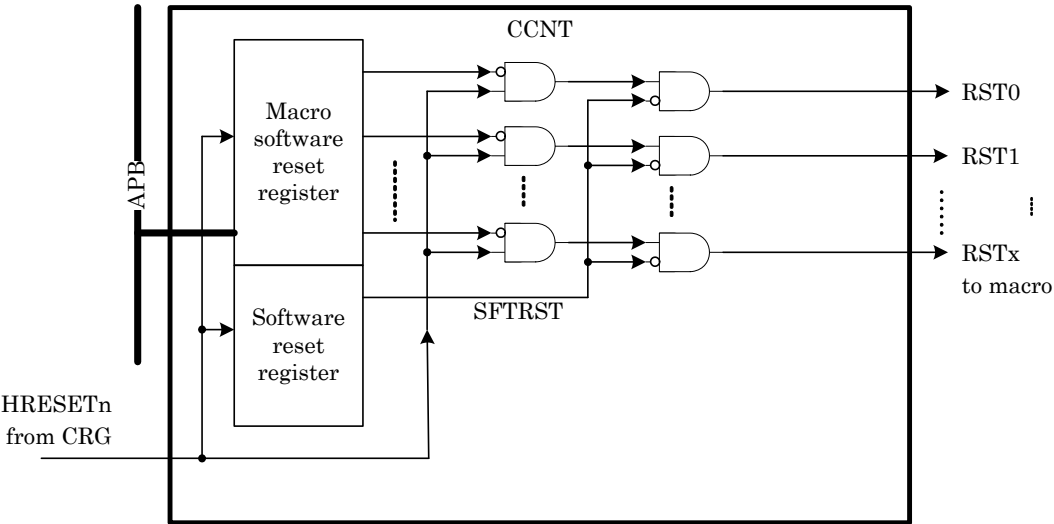 CCNT
Macro
software
reset
register
RST0
RST1
APB
RSTx
to macro
SFTRST
Software
reset
register
HRESETn
from CRG